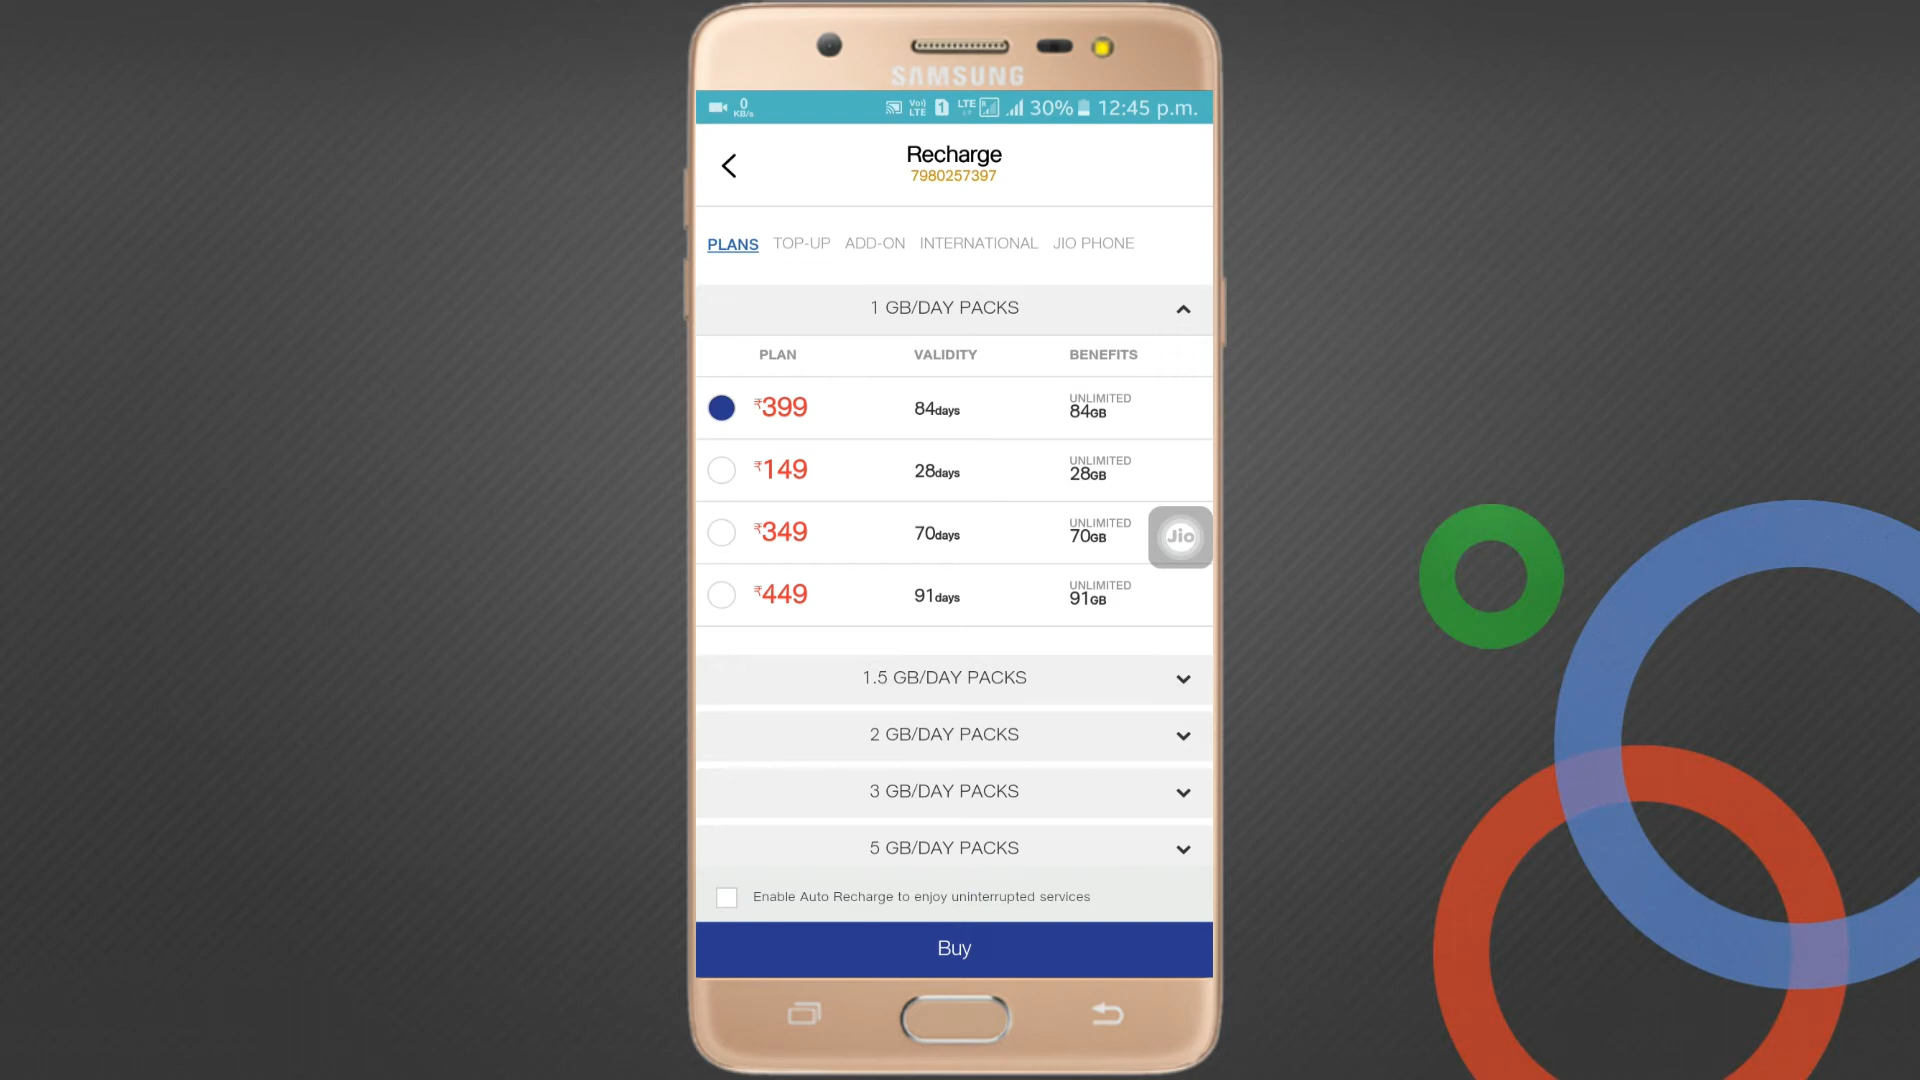 SAMSUNG
0 KB/s VoJ) LTE 1 LTE R 30% 12:45 p.m.
Recharge
7980257397
PLANS TOP-UP ADD-ON INTERNATIONAL JIO PHONE
1 GB/DAY PACKS
PLAN VALIDITY BENEFITS
₹399 84days UNLIMITED 84GB
₹149 28days UNLIMITED 28GB
₹349 70days UNLIMITED 70GB
Jio
₹449 91days UNLIMITED 91GB
1.5 GB/DAY PACKS
2 GB/DAY PACKS
3 GB/DAY PACKS
5 GB/DAY PACKS
Enable Auto Recharge to enjoy uninterrupted services
Buy